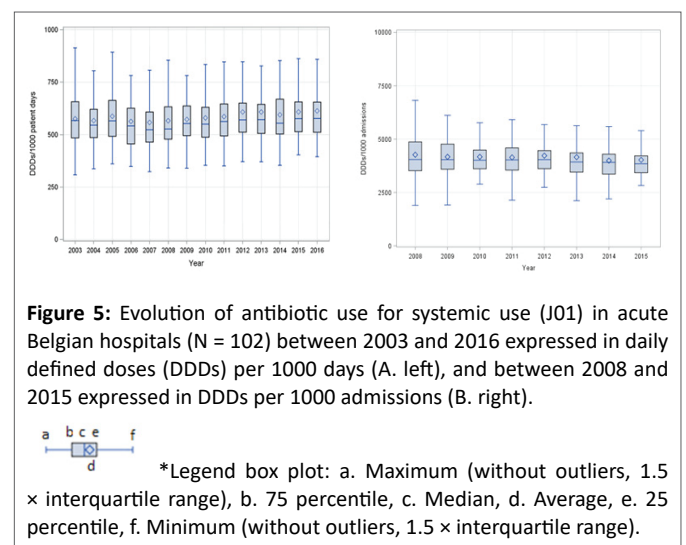 1000
750
500
250
0
DDDs/1000 patient days
2003 2004 2005 2006 2007 2008 2009 2010 2011 2012 2013 2014 2015 2016
Year
10000
7500
5000
2500
0
DDDs/1000 admissions
2008 2009 2010 2011 2012 2013 2014 2015
Year
Figure 5: Evolution of antibiotic use for systemic use (J01) in acute
Belgian hospitals (N = 102) between 2003 and 2016 expressed in daily
defined doses (DDDs) per 1000 days (A. left), and between 2008 and
2015 expressed in DDDs per 1000 admissions (B. right).
a b c e f
d
*Legend box plot: a. Maximum (without outliers, 1.5
× interquartile range), b. 75 percentile, c. Median, d. Average, e. 25
percentile, f. Minimum (without outliers, 1.5 × interquartile range).